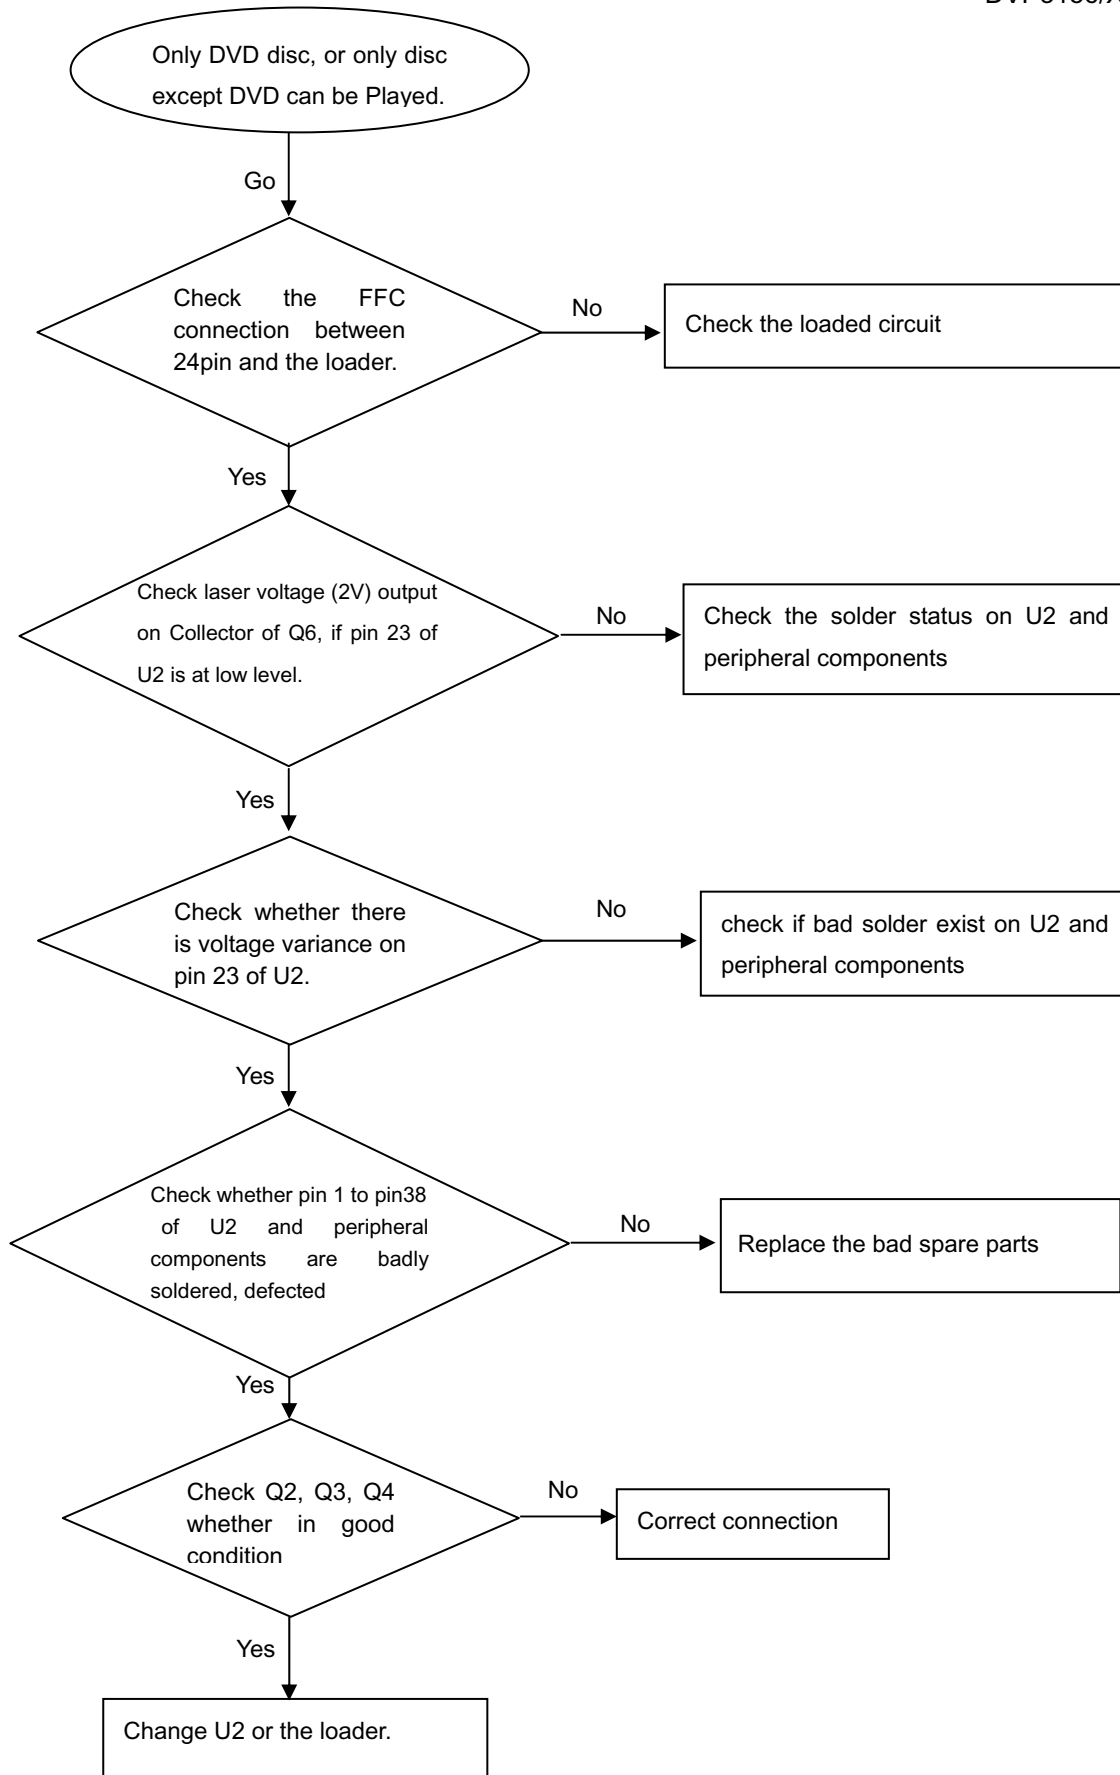 Only DVD disc, or only disc
except DVD can be Played.
Go
Check the FFC
connection between
24pin and the loader.
No
Check the loaded circuit
Yes
Check laser voltage (2V) output
on Collector of Q6, if pin 23 of
U2 is at low level.
No
Check the solder status on U2 and
peripheral components
Yes
Check whether there
is voltage variance on
pin 23 of U2.
No
check if bad solder exist on U2 and
peripheral components
Yes
Check whether pin 1 to pin38
of U2 and peripheral
components are badly
soldered, defected
No
Replace the bad spare parts
Yes
Check Q2, Q3, Q4
whether in good
condition
No
Correct connection
Yes
Change U2 or the loader.